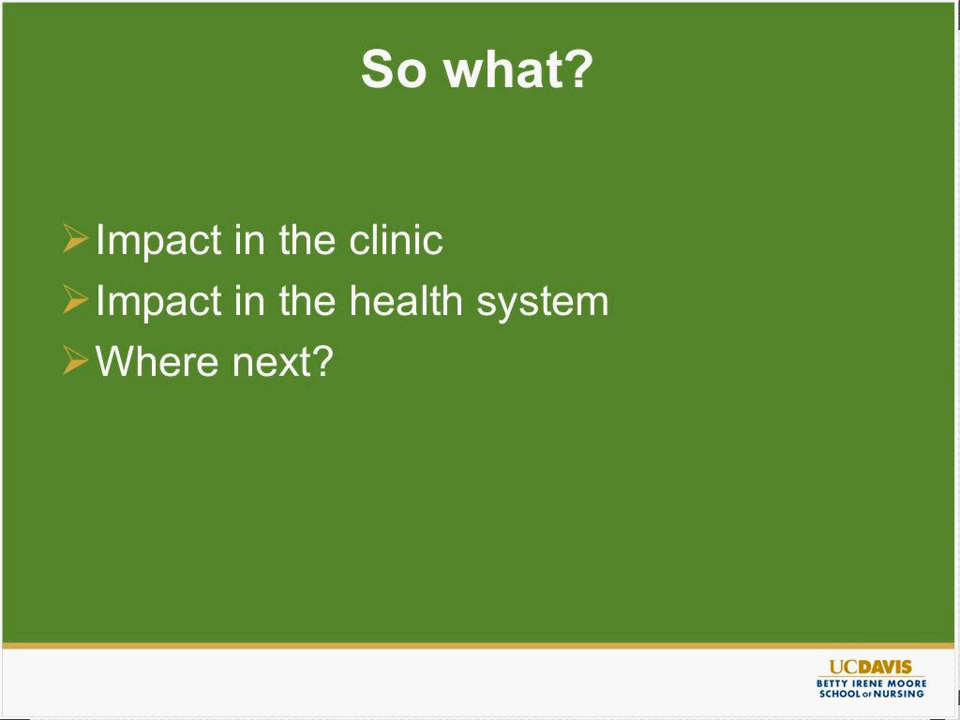 So what?
Impact in the clinic
Impact in the health system
Where next?
UCDAVIS
BETTY IRENE MOORE
SCHOOL OF NURSING